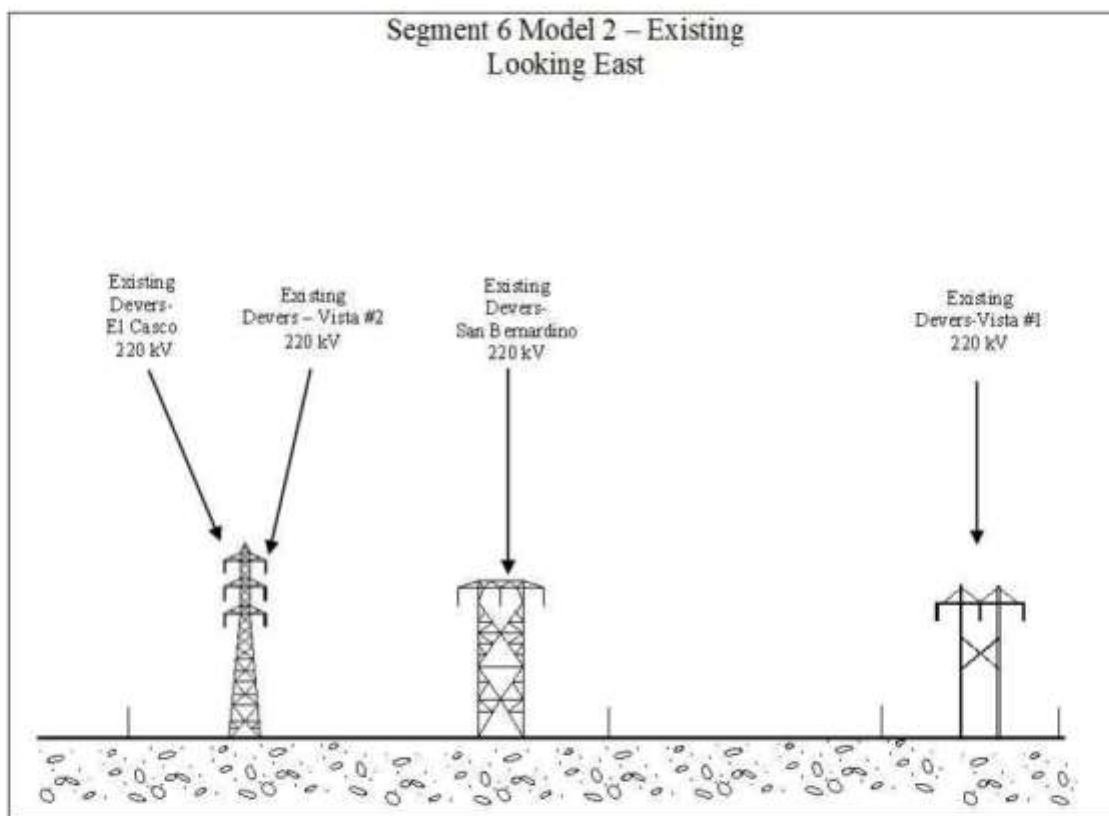 Segment 6 Model 2 – Existing
Looking East
Existing
Devers-
El Casco
220 kV
Existing
Devers – Vista #2
220 kV
Existing
Devers-
San Bernardino
220 kV
Existing
Devers-Vista #1
220 kV